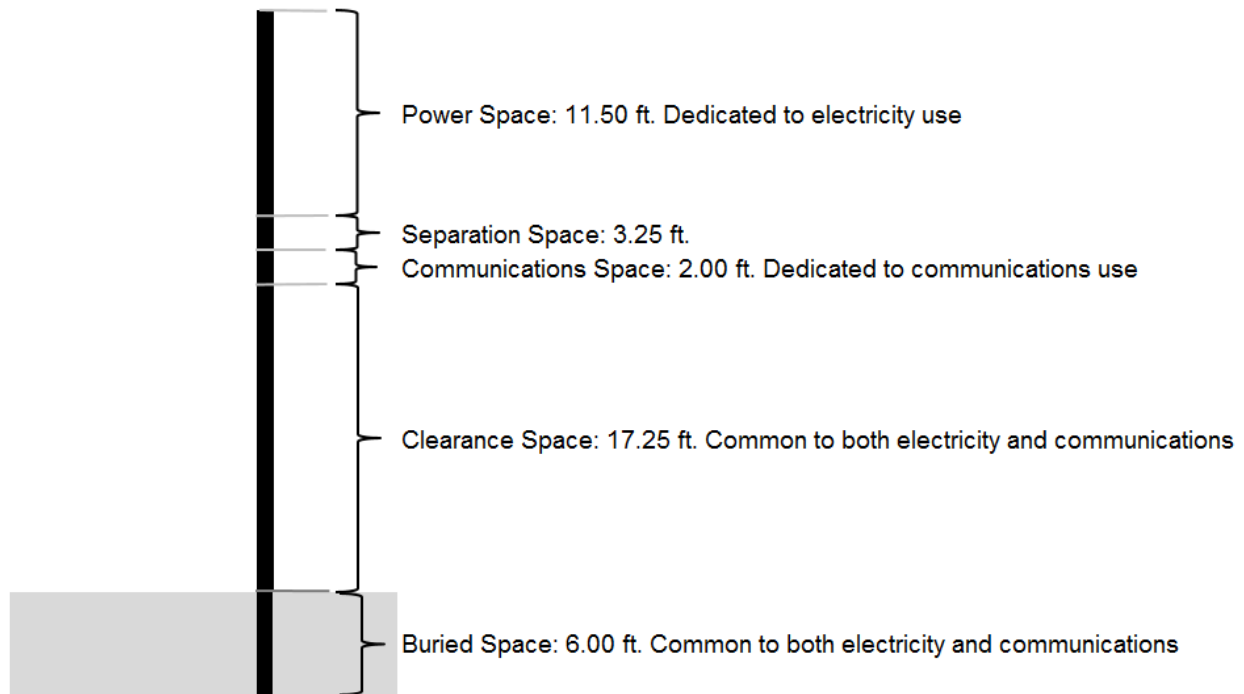 Power Space: 11.50 ft. Dedicated to electricity use
Separation Space: 3.25 ft.
Communications Space: 2.00 ft. Dedicated to communications use
Clearance Space: 17.25 ft. Common to both electricity and communications
Buried Space: 6.00 ft. Common to both electricity and communications